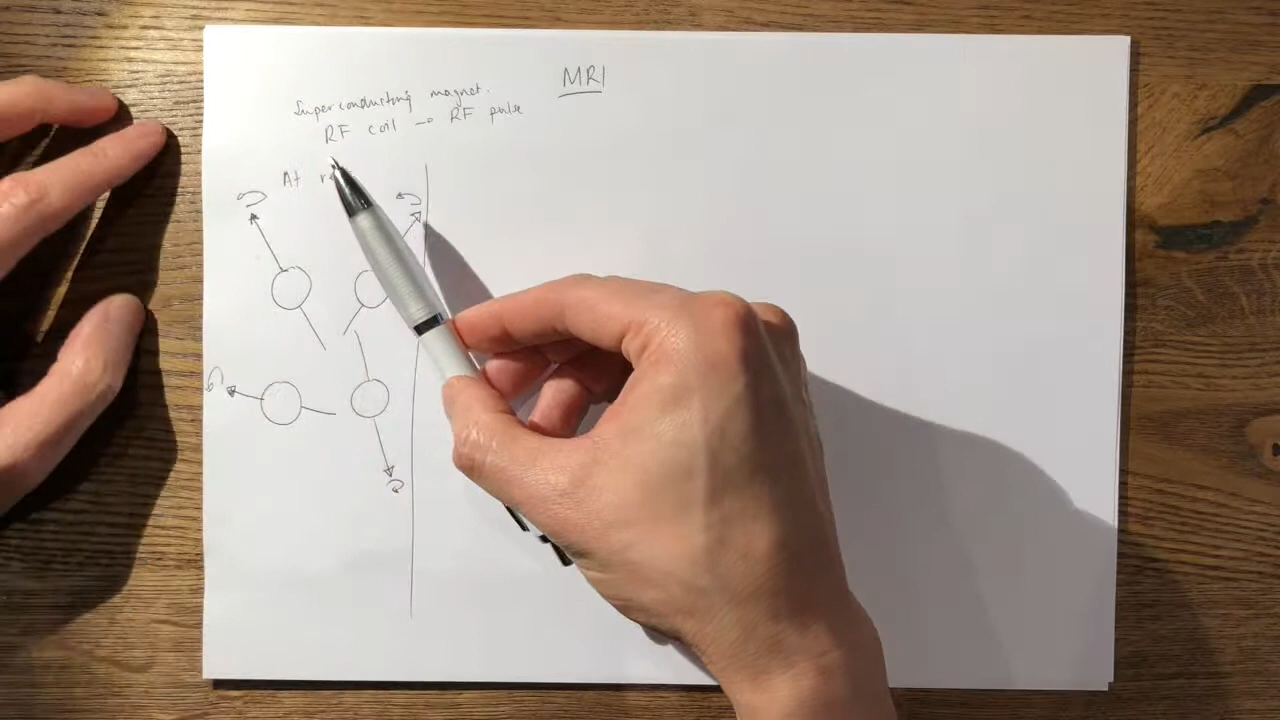 MRI
Superconducting magnet.
RF coil → RF pulse
At